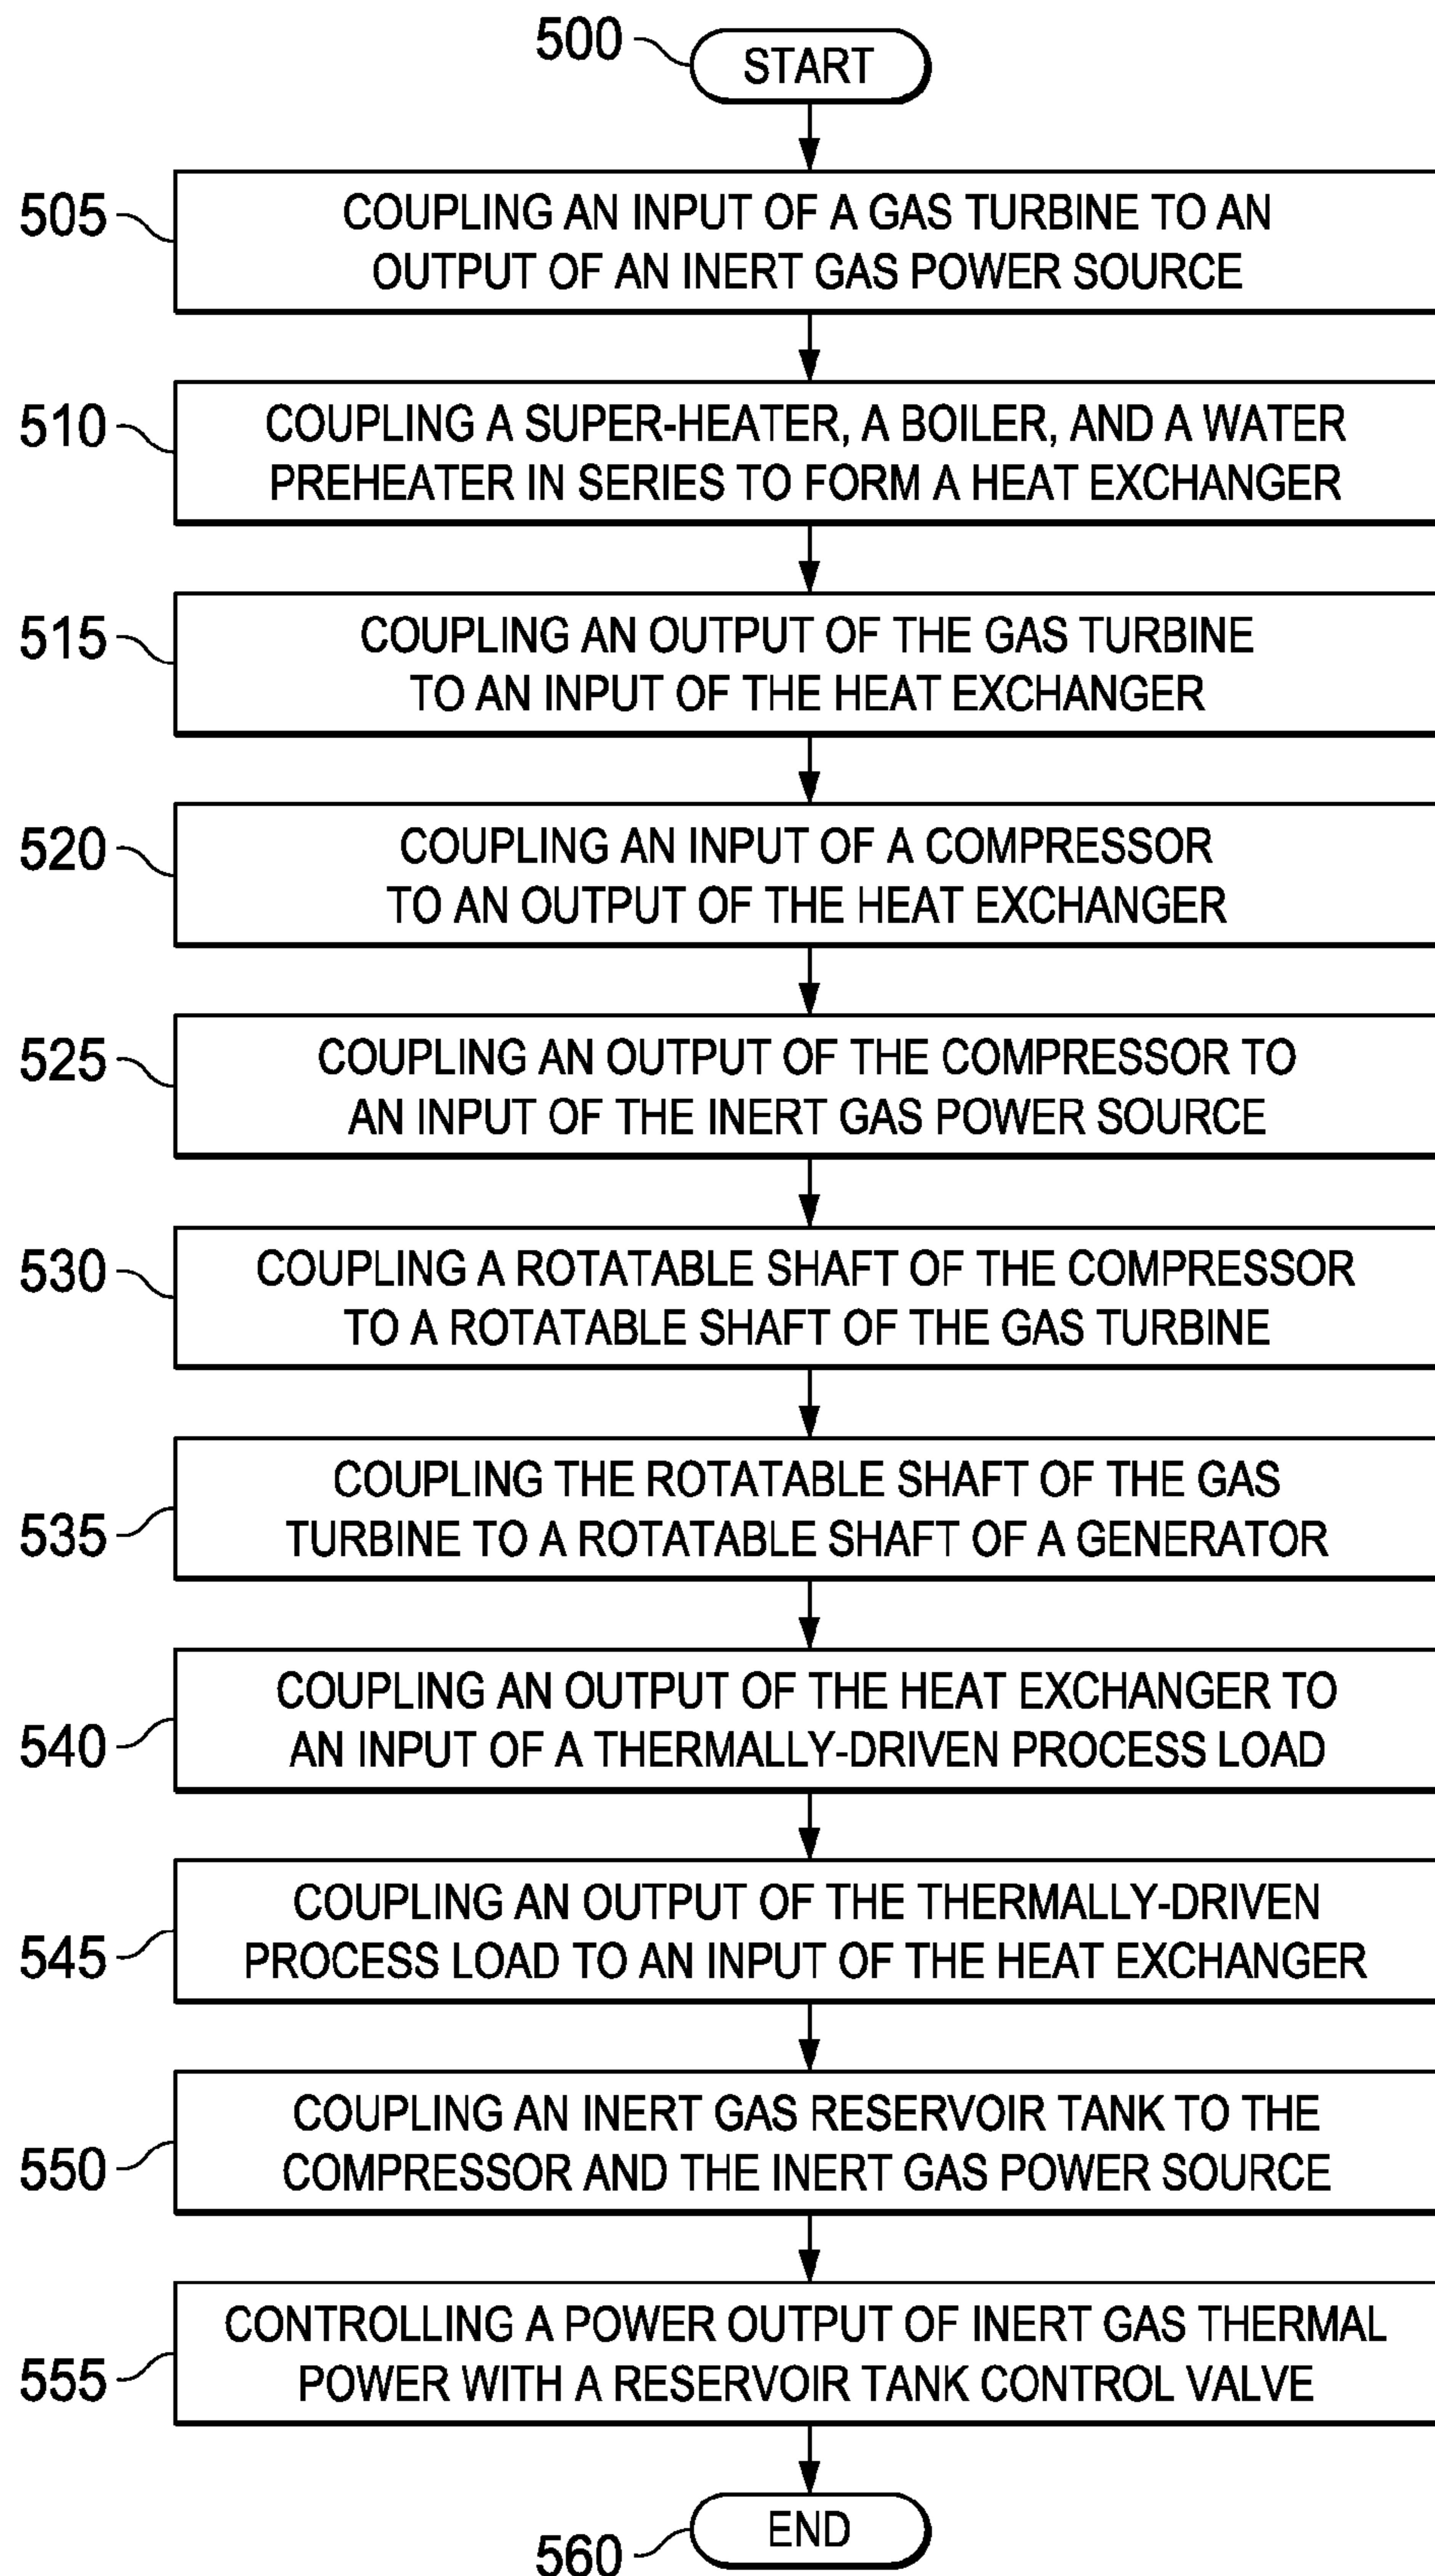 500
START
505
COUPLING AN INPUT OF A GAS TURBINE TO AN
OUTPUT OF AN INERT GAS POWER SOURCE
510
COUPLING A SUPER-HEATER, A BOILER, AND A WATER
PREHEATER IN SERIES TO FORM A HEAT EXCHANGER
515
COUPLING AN OUTPUT OF THE GAS TURBINE
TO AN INPUT OF THE HEAT EXCHANGER
520
COUPLING AN INPUT OF A COMPRESSOR
TO AN OUTPUT OF THE HEAT EXCHANGER
525
COUPLING AN OUTPUT OF THE COMPRESSOR TO
AN INPUT OF THE INERT GAS POWER SOURCE
530
COUPLING A ROTATABLE SHAFT OF THE COMPRESSOR
TO A ROTATABLE SHAFT OF THE GAS TURBINE
535
COUPLING THE ROTATABLE SHAFT OF THE GAS
TURBINE TO A ROTATABLE SHAFT OF A GENERATOR
540
COUPLING AN OUTPUT OF THE HEAT EXCHANGER TO
AN INPUT OF A THERMALLY-DRIVEN PROCESS LOAD
545
COUPLING AN OUTPUT OF THE THERMALLY-DRIVEN
PROCESS LOAD TO AN INPUT OF THE HEAT EXCHANGER
550
COUPLING AN INERT GAS RESERVOIR TANK TO THE
COMPRESSOR AND THE INERT GAS POWER SOURCE
555
CONTROLLING A POWER OUTPUT OF INERT GAS THERMAL
POWER WITH A RESERVOIR TANK CONTROL VALVE
560
END